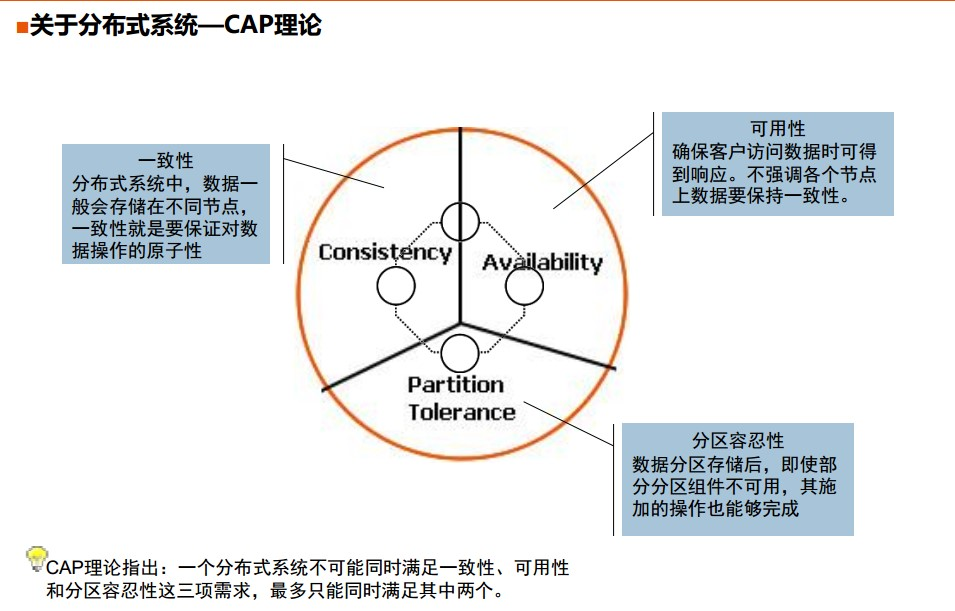 ■关于分布式系统—CAP理论
一致性
分布式系统中，数据一
般会存储在不同节点，
一致性就是要保证对数
据操作的原子性
可用性
确保客户访问数据时可得
到响应。不强调各个节点
上数据要保持一致性。
Consistency
Availability
Partition
Tolerance
分区容忍性
数据分区存储后，即使部
分分区组件不可用，其施
加的操作也能够完成
CAP理论指出：一个分布式系统不可能同时满足一致性、可用性
和分区容忍性这三项需求，最多只能同时满足其中两个。